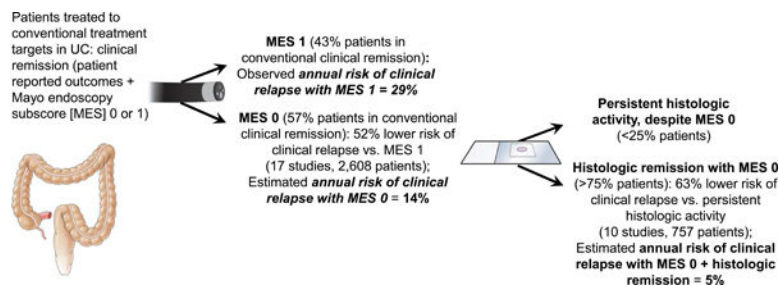 Patients treated to
conventional treatment
targets in UC: clinical
remission (patient
reported outcomes +
Mayo endoscopy
subscore [MES] 0 or 1)
MES 1 (43% patients in
conventional clinical remission):
Observed annual risk of clinical
relapse with MES 1 = 29%
MES 0 (57% patients in conventional
clinical remission): 52% lower risk of
clinical relapse vs. MES 1
(17 studies, 2,608 patients);
Estimated annual risk of clinical
relapse with MES 0 = 14%
Persistent histologic
activity, despite MES 0
(<25% patients)
Histologic remission with MES 0
(>75% patients): 63% lower risk of
clinical relapse vs. persistent
histologic activity
(10 studies, 757 patients);
Estimated annual risk of clinical
relapse with MES 0 + histologic
remission = 5%